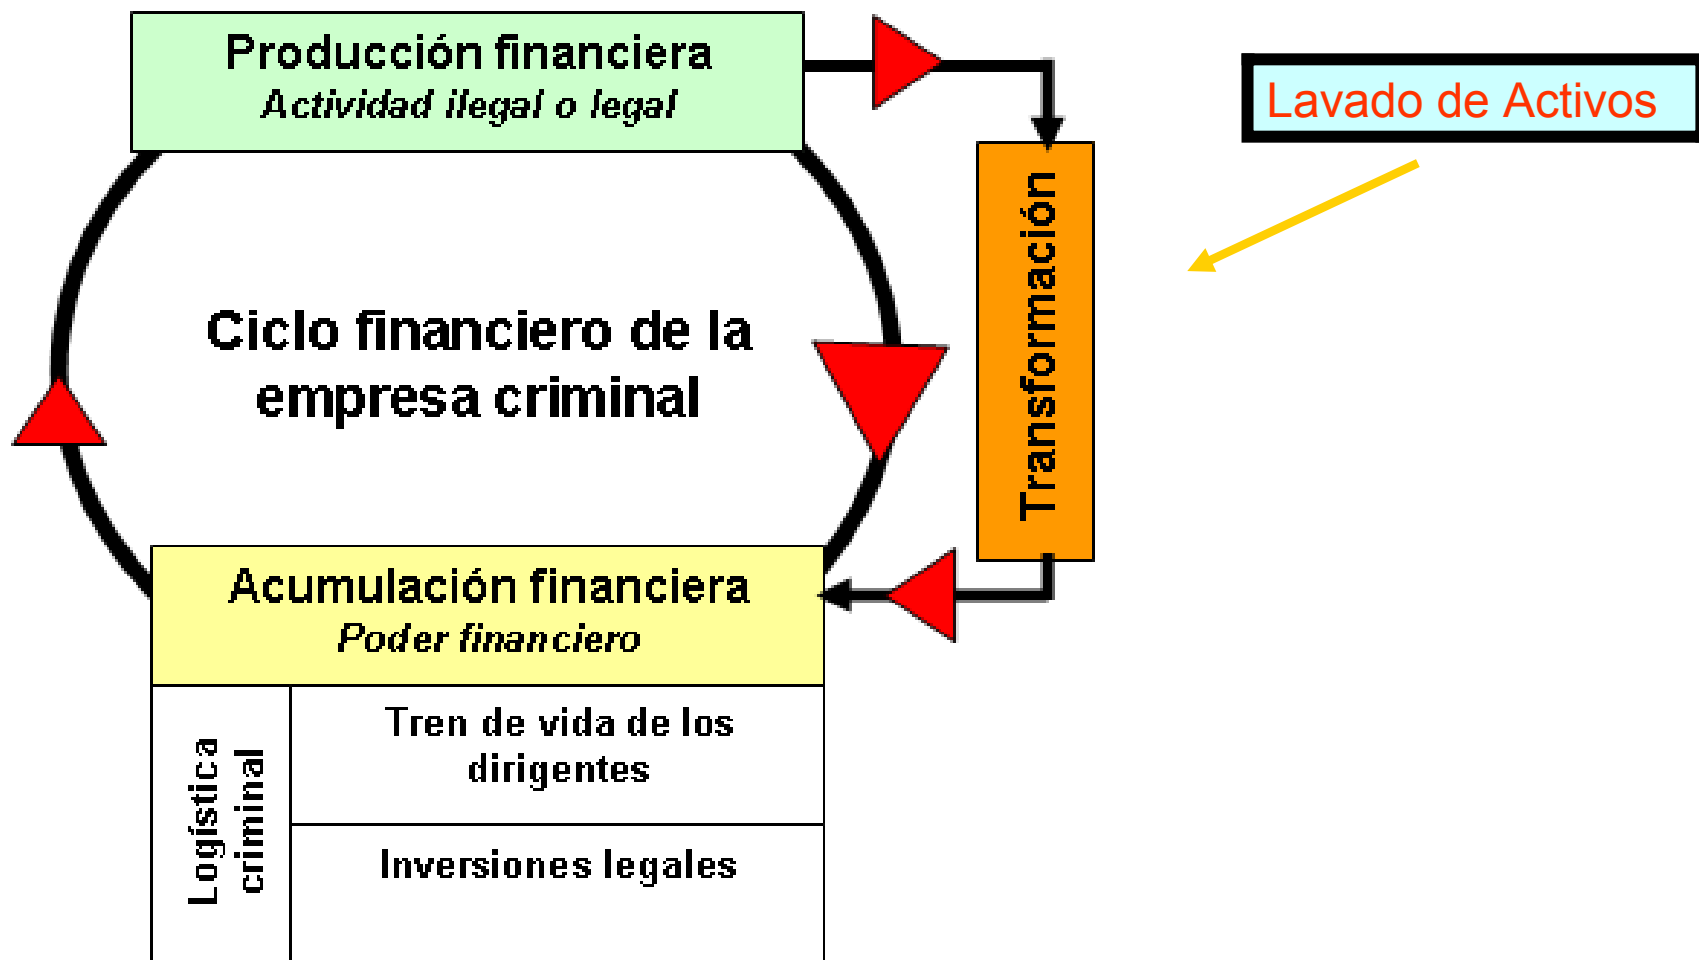 Producción financiera
Actividad ilegal o legal
Lavado de Activos
Transformación
Ciclo financiero de la
empresa criminal
Acumulación financiera
Poder financiero
Logística
criminal
Tren de vida de los
dirigentes
Inversiones legales